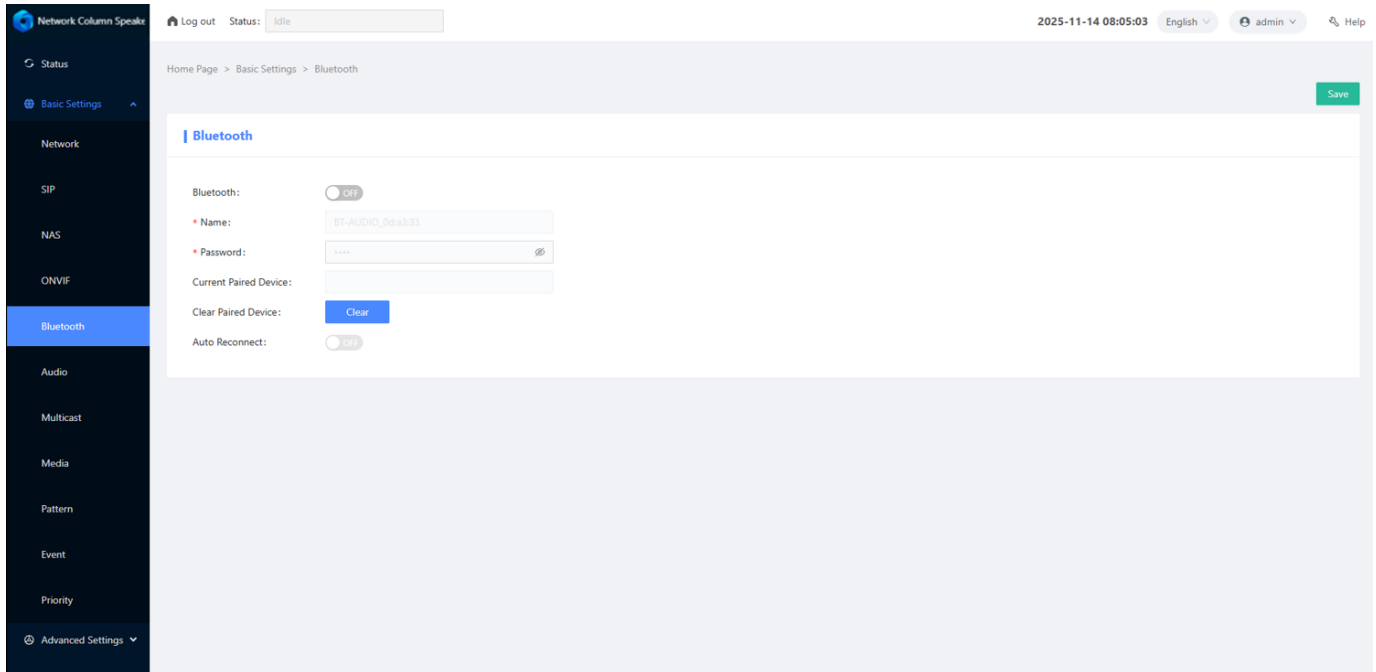 Network Column Speake
Log out Status: Idle
2025-11-14 08:05:03 English admin Help
Status
Basic Settings
Network
SIP
NAS
ONVIF
Bluetooth
Audio
Multicast
Media
Pattern
Event
Priority
Advanced Settings
Home Page > Basic Settings > Bluetooth
Save
Bluetooth
Bluetooth: OFF
* Name: BT-AUDIO_0d:a3:33
* Password: ····
Current Paired Device:
Clear Paired Device: Clear
Auto Reconnect: OFF